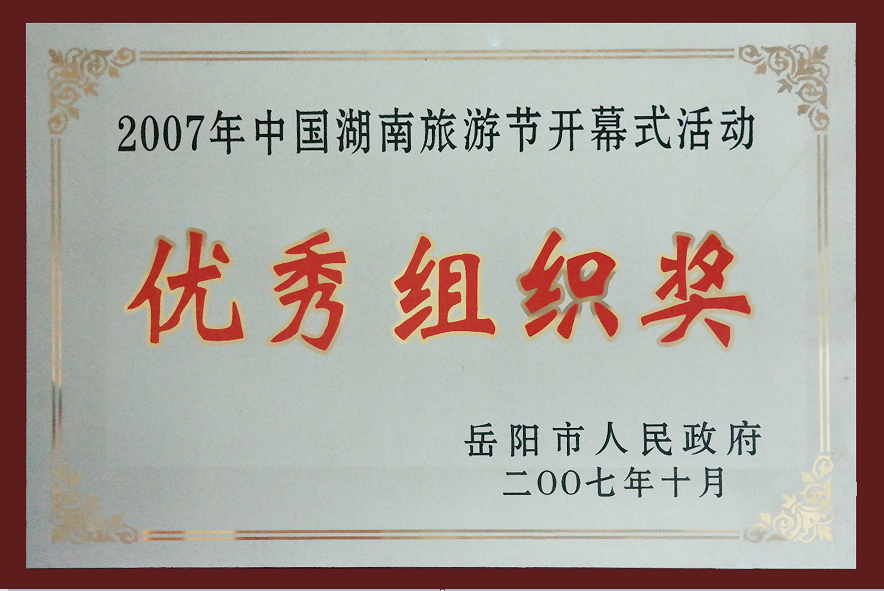 2007年中国湖南旅游节开幕式活动
优秀组织奖
岳阳市人民政府
二OO七年十月